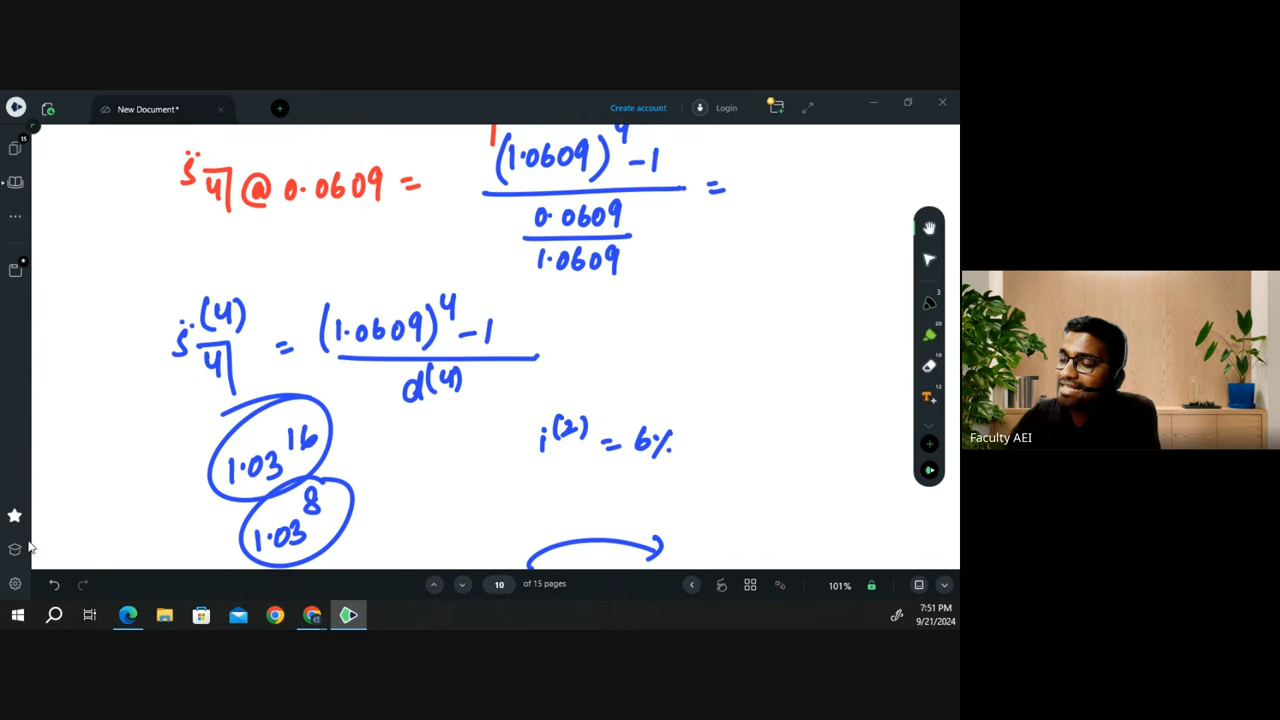 New Document*
Create account
Login
s̈ 4̅| @ 0.0609 = (1.0609)^4 - 1 / (0.0609 / 1.0609) =
s̈^(4) 4̅| = (1.0609)^4 - 1 / d^(4)
1.03^16
i^(2) = 6%
1.03^8
Faculty AEI
10 of 15 pages
101%
7:51 PM
9/21/2024